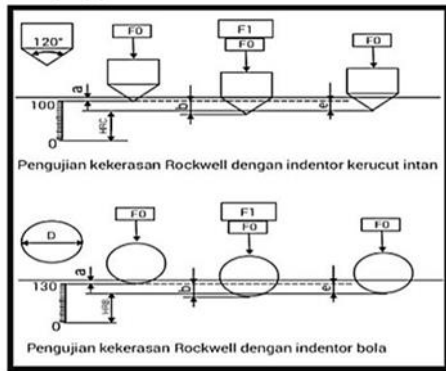 F0
F1
F0
F0
120°
a
b
e
100
HRC
0
Pengujian kekerasan Rockwell dengan indentor kerucut intan
F0
F1
F0
F0
D
a
b
e
130
HRB
0
Pengujian kekerasan Rockwell dengan indentor bola